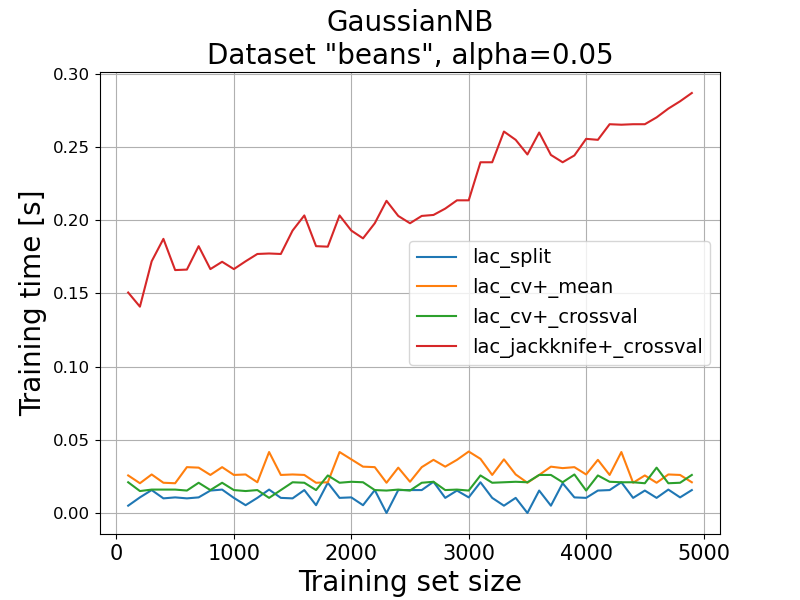 GaussianNB
Dataset "beans", alpha=0.05
0.30
0.25
0.20
0.15
0.10
0.05
0.00
Training time [s]
lac_split
lac_cv+_mean
lac_cv+_crossval
lac_jackknife+_crossval
0 1000 2000 3000 4000 5000
Training set size